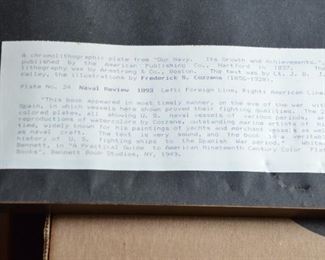 A chromolithographic plate from "Our Navy. Its Growth and Achievements,"
published by the American Publishing Co., Hartford in 1897. The
lithography was by Armstrong & Co., Boston. The text was by Lt. J. D. J.
Kelley, the illustrations by Frederick S. Cozzens (1856-1928).
Plate No. 24 Naval Review 1893 Left: Foreign Line, Right: American Line
"This book appeared in most timely manner, on the eve of the war with
Spain, in which vessels here shown proved their fighting qualities. The
colored plates, all showing U. S. naval vessels of various periods, are
reproductions of watercolors by Cozzens, outstanding marine artist of his
time, widely known for his paintings of yachts and merchant vessels as well
as naval craft. The text is very sound, and the book is a veritable
history of U. S. fighting ships to the Spanish War period." Whitman
Bennett, in "A Practical Guide to American Nineteenth Century Color Plate
Books", Bennett Book Studios, NY, 1949.